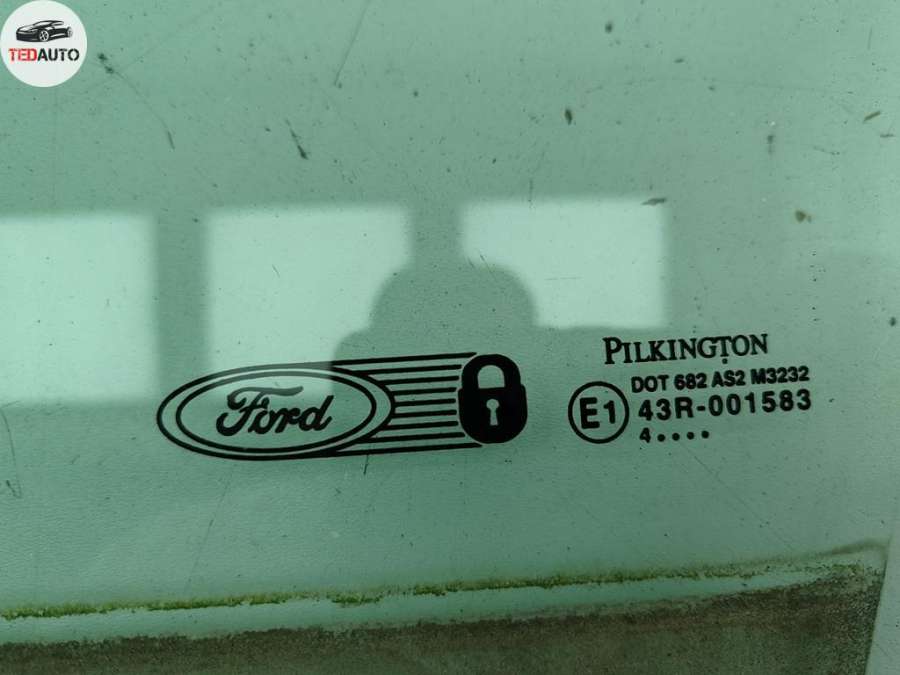 TEDAUTO
Ford
PILKINGTON
DOT 682 AS2 M3232
E1 43R-001583
4....